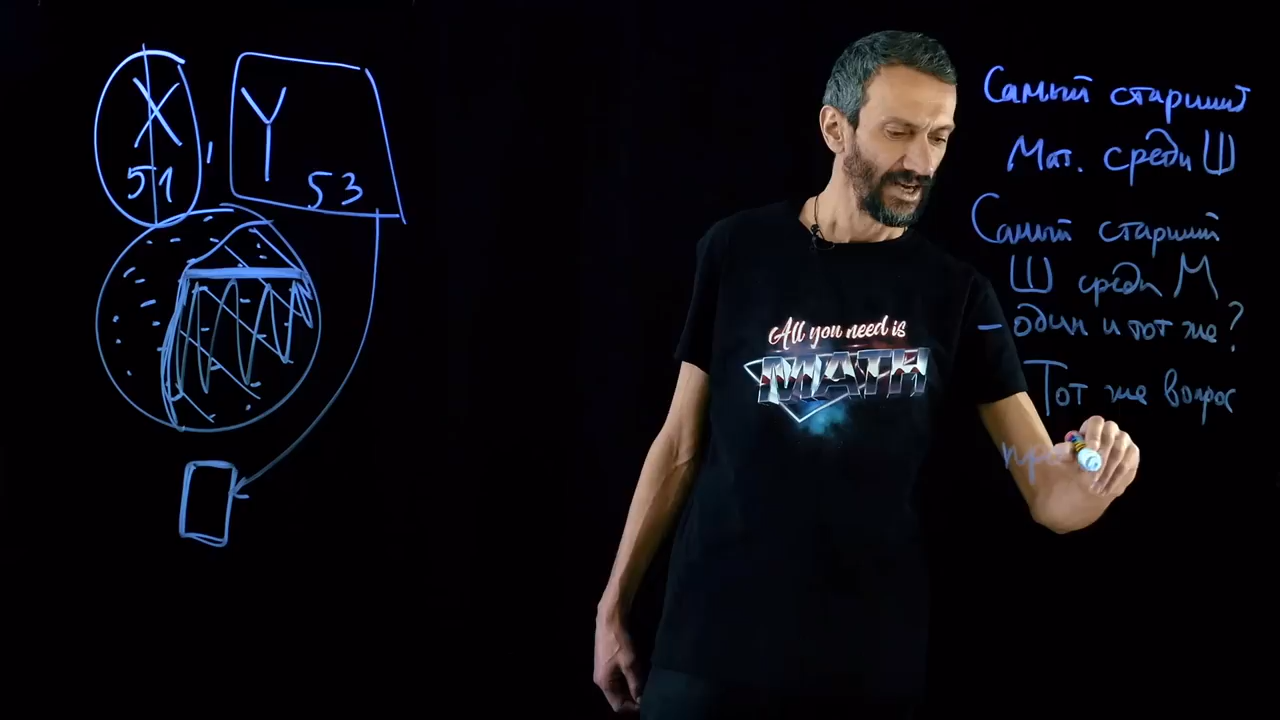 X, Y
51 53
All you need is
MATH
Самый старший
Мат. среди Ш
Самый старший
Ш среди М
- один и тот же?
Тот же вопрос